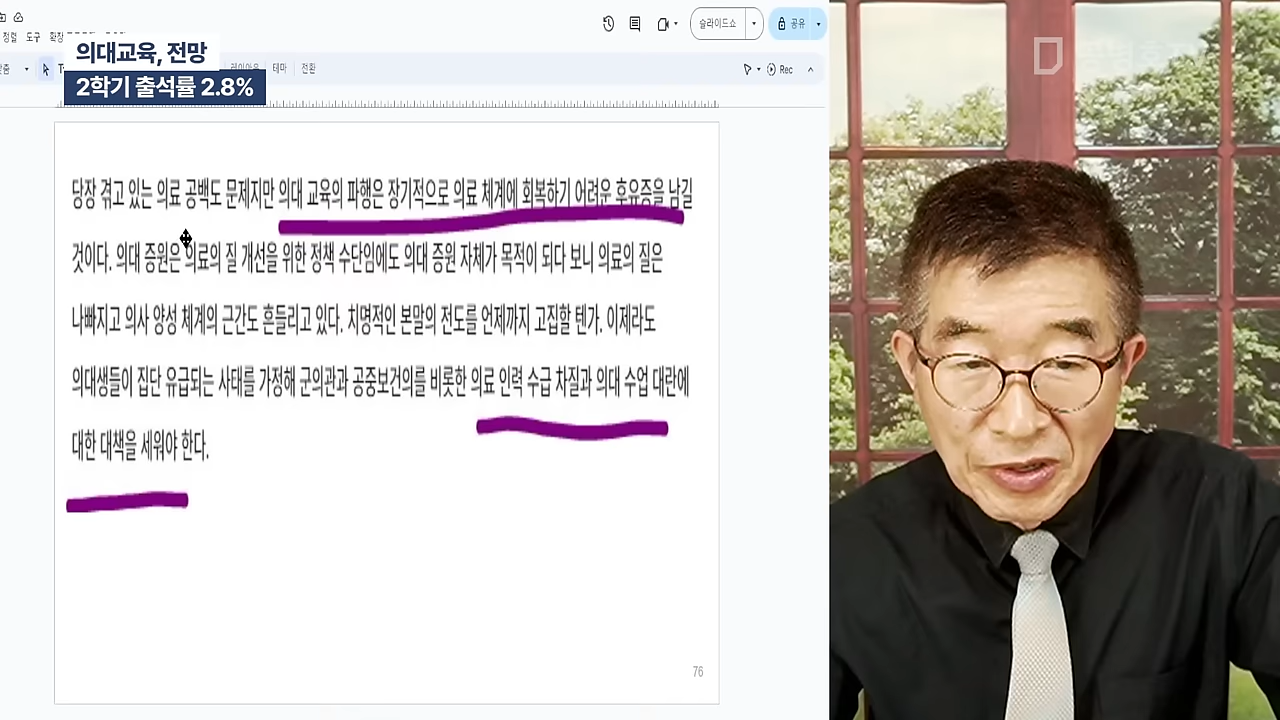 정렬 도구
슬라이드쇼
공유
의대교육, 전망
테마 전환
Rec
2학기 출석률 2.8%
당장 겪고 있는 의료 공백도 문제지만 의대 교육의 파행은 장기적으로 의료 체계에 회복하기 어려운 후유증을 남길
것이다. 의대 증원은 의료의 질 개선을 위한 정책 수단임에도 의대 증원 자체가 목적이 되다 보니 의료의 질은
나빠지고 의사 양성 체계의 근간도 흔들리고 있다. 치명적인 본말의 전도를 언제까지 고집할 텐가. 이제라도
의대생들이 집단 유급되는 사태를 가정해 군의관과 공중보건의를 비롯한 의료 인력 수급 차질과 의대 수업 대란에
대한 대책을 세워야 한다.
76